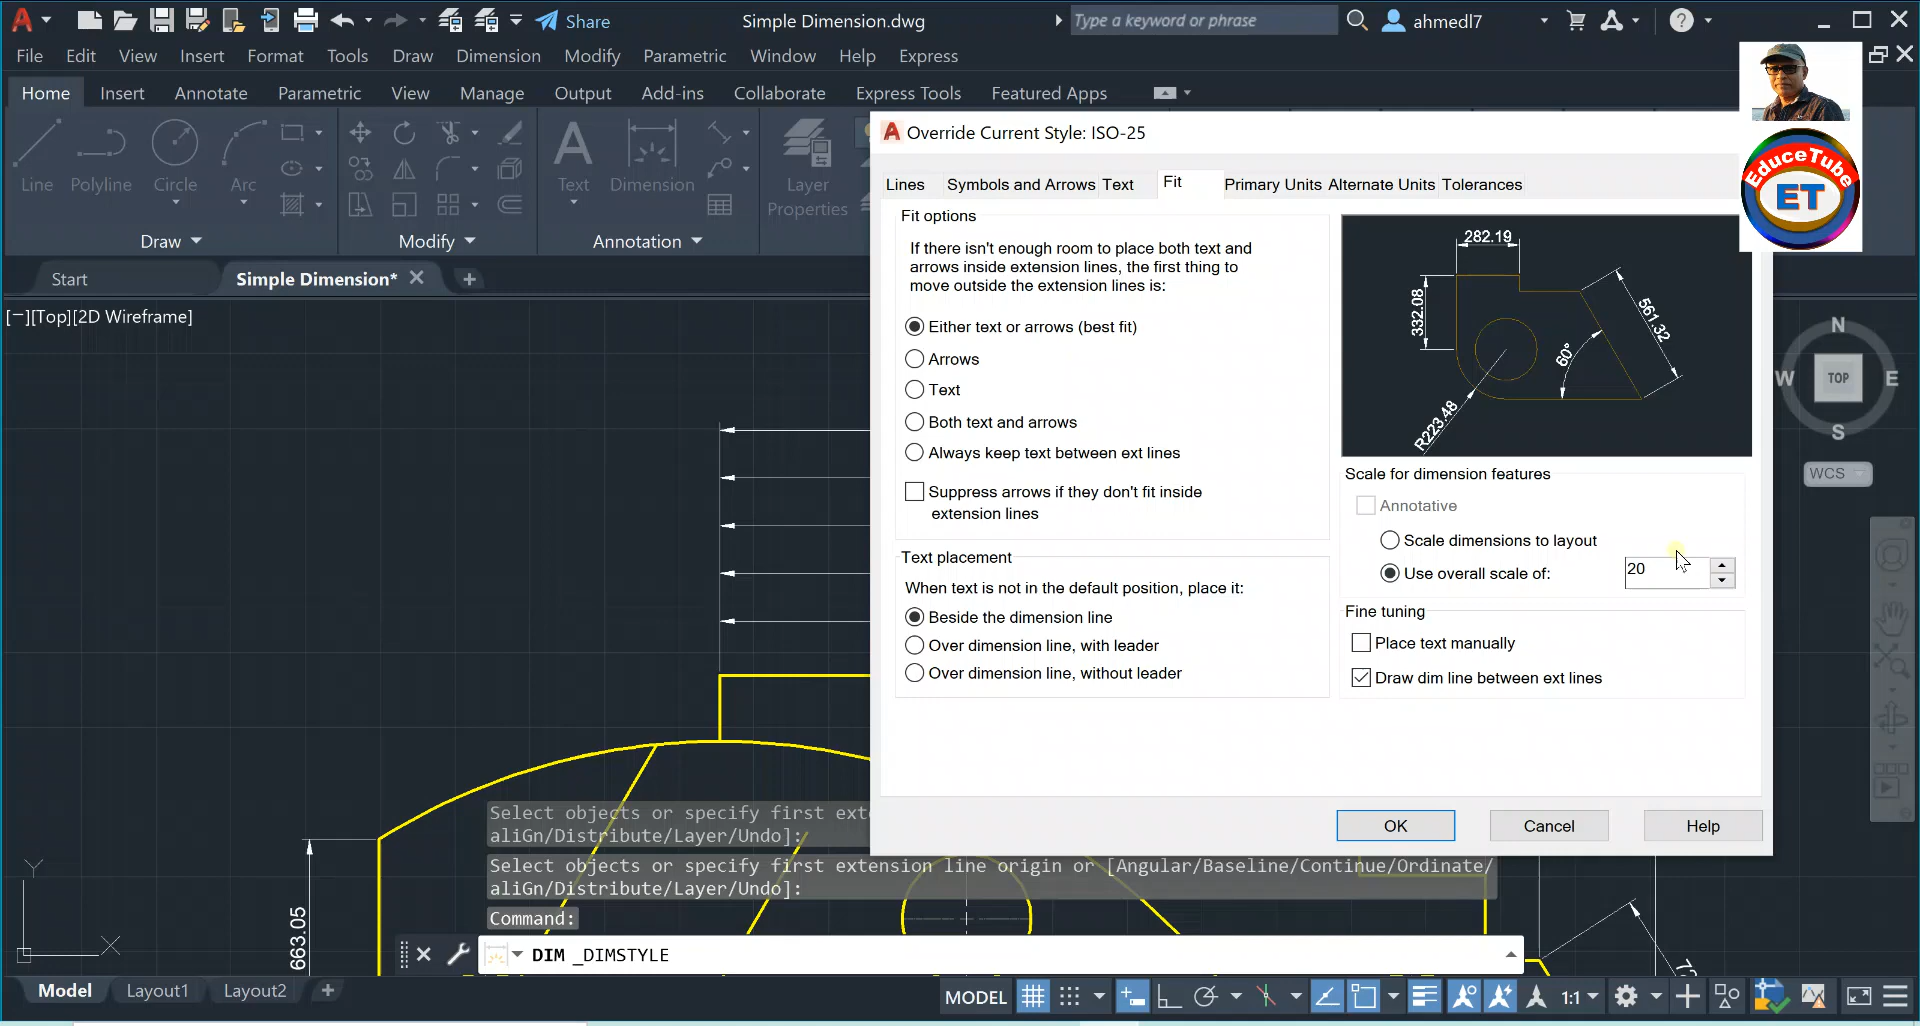 Share
Simple Dimension.dwg
Type a keyword or phrase
ahmedl7
File Edit View Insert Format Tools Draw Dimension Modify Parametric Window Help Express
Home Insert Annotate Parametric View Manage Output Add-ins Collaborate Express Tools Featured Apps
Line Polyline Circle Arc
Text Dimension
Layer
Properties
Draw Modify Annotation
Start Simple Dimension*
[−][Top][2D Wireframe]
Override Current Style: ISO-25
Lines Symbols and Arrows Text Fit Primary Units Alternate Units Tolerances
EduceTube
ET
Fit options
If there isn't enough room to place both text and
arrows inside extension lines, the first thing to
move outside the extension lines is:
Either text or arrows (best fit)
Arrows
Text
Both text and arrows
Always keep text between ext lines
Suppress arrows if they don't fit inside
extension lines
Text placement
When text is not in the default position, place it:
Beside the dimension line
Over dimension line, with leader
Over dimension line, without leader
282.19
332.08
561.32
60°
R223.48
Scale for dimension features
Annotative
Scale dimensions to layout
Use overall scale of: 20
Fine tuning
Place text manually
Draw dim line between ext lines
OK Cancel Help
N
W TOP E
S
WCS
Select objects or specify first exte
aliGn/Distribute/Layer/Undo]:
Select objects or specify first extension line origin or [Angular/Baseline/Continue/Ordinate/
aliGn/Distribute/Layer/Undo]:
Command:
DIM _DIMSTYLE
663.05
Y
X
Model Layout1 Layout2
MODEL 1:1